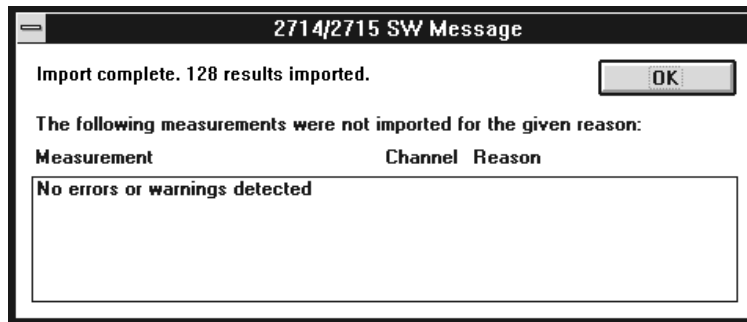 2714/2715 SW Message
Import complete. 128 results imported.
OK
The following measurements were not imported for the given reason:
Measurement Channel Reason
No errors or warnings detected